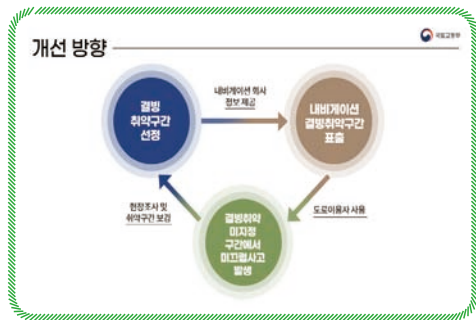 개선 방향
국토교통부
결빙
취약구간
선정
내비게이션 회사
정보 제공
내비게이션
결빙취약구간
표출
현장조사 및
취약구간 보강
도로이용자 사용
결빙취약
미지정
구간에서
미끄럼사고
발생